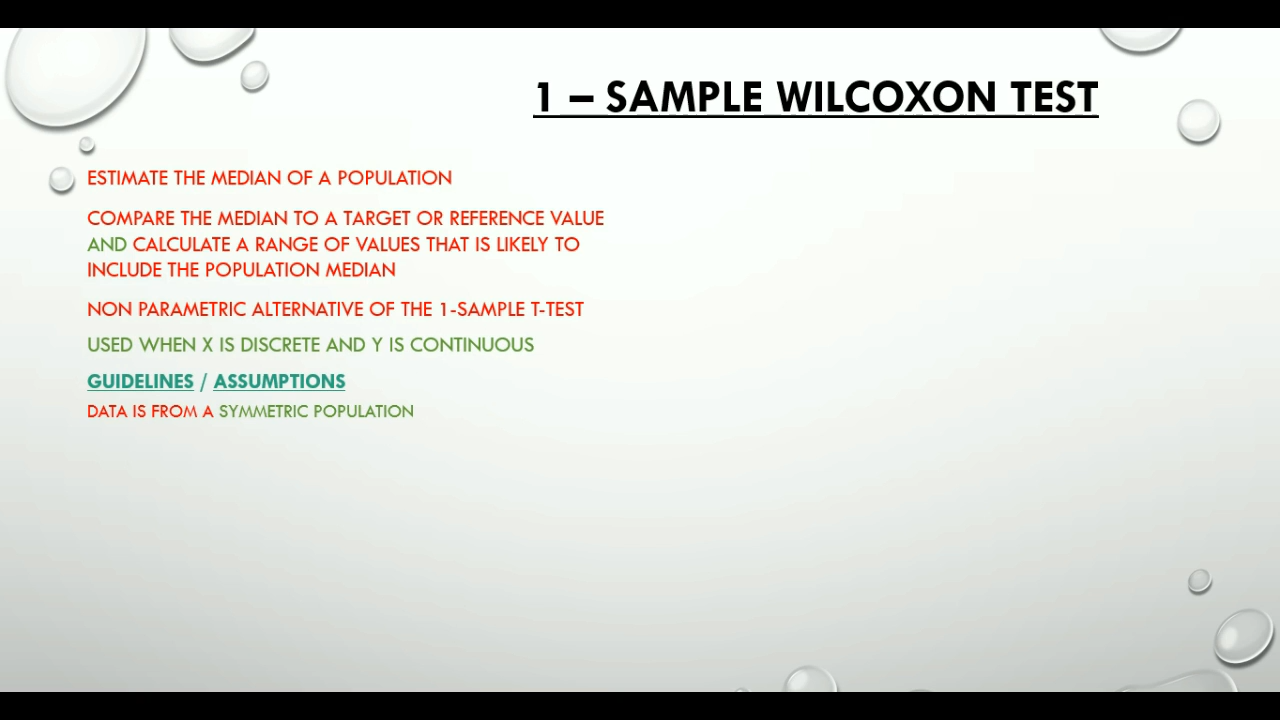 1 – SAMPLE WILCOXON TEST
ESTIMATE THE MEDIAN OF A POPULATION
COMPARE THE MEDIAN TO A TARGET OR REFERENCE VALUE
AND CALCULATE A RANGE OF VALUES THAT IS LIKELY TO
INCLUDE THE POPULATION MEDIAN
NON PARAMETRIC ALTERNATIVE OF THE 1-SAMPLE T-TEST
USED WHEN X IS DISCRETE AND Y IS CONTINUOUS
GUIDELINES / ASSUMPTIONS
DATA IS FROM A SYMMETRIC POPULATION